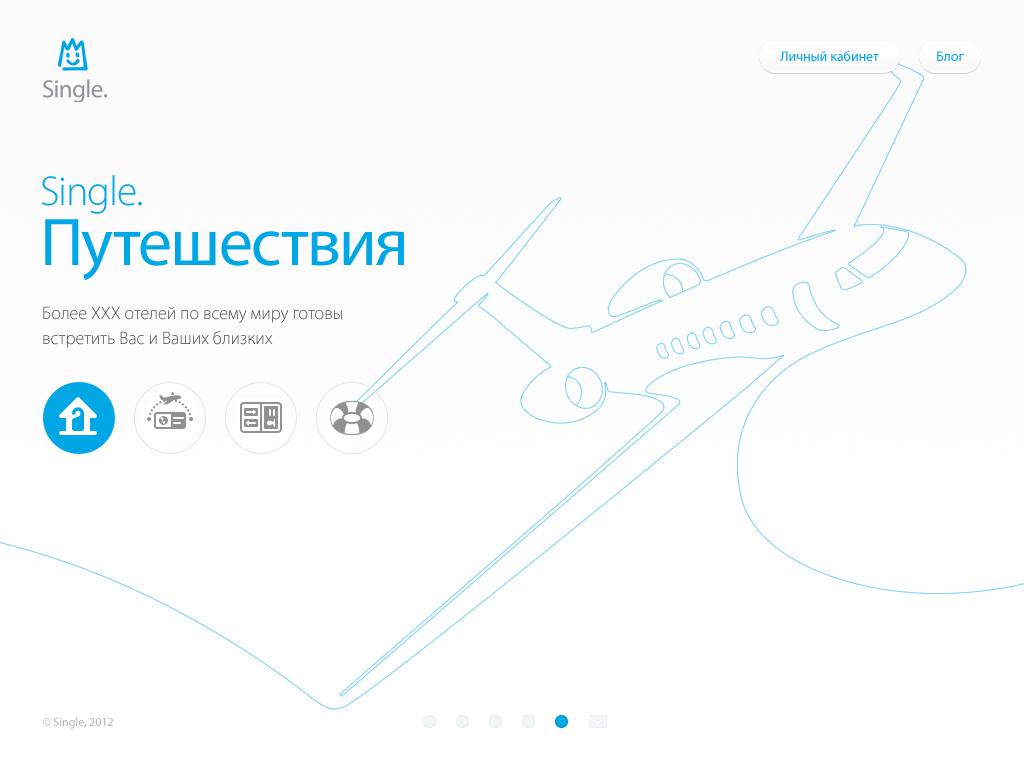 Single.
Личный кабинет
Блог
Single.
Путешествия
Более XXX отелей по всему миру готовы
встретить Вас и Ваших близких
© Single, 2012